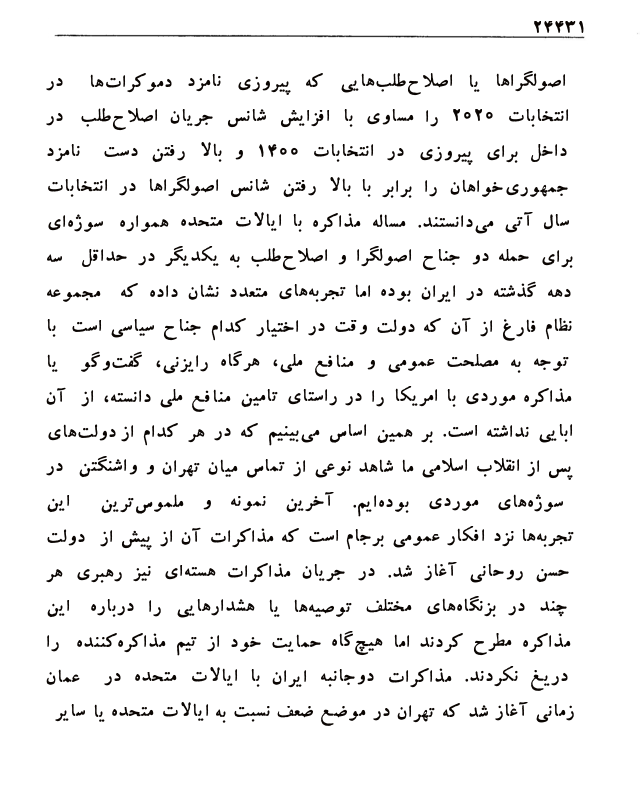 ۲۴۴۳۱
اصولگراها یا اصلاح‌طلب‌هایی که پیروزی نامزد دموکرات‌ها در
انتخابات ۲۰۲۰ را مساوی با افزایش شانس جریان اصلاح‌طلب در
داخل برای پیروزی در انتخابات ۱۴۰۰ و بالا رفتن دست نامزد
جمهوری‌خواهان را برابر با بالا رفتن شانس اصولگراها در انتخابات
سال آتی می‌دانستند. مساله مذاکره با ایالات متحده همواره سوژه‌ای
برای حمله دو جناح اصولگرا و اصلاح‌طلب به یکدیگر در حداقل سه
دهه گذشته در ایران بوده اما تجربه‌های متعدد نشان داده که مجموعه
نظام فارغ از آن که دولت وقت در اختیار کدام جناح سیاسی است با
توجه به مصلحت عمومی و منافع ملی، هرگاه رایزنی، گفت‌وگو یا
مذاکره موردی با امریکا را در راستای تامین منافع ملی دانسته، از آن
ابایی نداشته است. بر همین اساس می‌بینیم که در هر کدام از دولت‌های
پس از انقلاب اسلامی ما شاهد نوعی از تماس میان تهران و واشنگتن در
سوژه‌های موردی بوده‌ایم. آخرین نمونه و ملموس‌ترین این
تجربه‌ها نزد افکار عمومی برجام است که مذاکرات آن از پیش از دولت
حسن روحانی آغاز شد. در جریان مذاکرات هسته‌ای نیز رهبری هر
چند در بزنگاه‌های مختلف توصیه‌ها یا هشدارهایی را درباره این
مذاکره مطرح کردند اما هیچ‌گاه حمایت خود از تیم مذاکره‌کننده را
دریغ نکردند. مذاکرات دوجانبه ایران با ایالات متحده در عمان
زمانی آغاز شد که تهران در موضع ضعف نسبت به ایالات متحده یا سایر